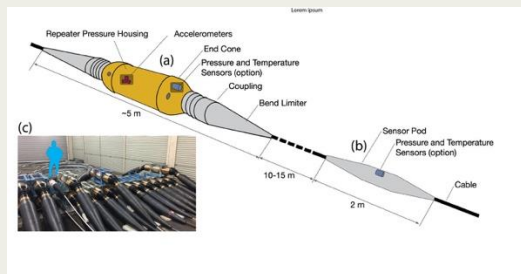 Lorem Ipsum
Repeater Pressure Housing
Accelerometers
(a)
End Cone
Pressure and Temperature
Sensors (option)
Coupling
Bend Limiter
~5 m
(c)
(b)
Sensor Pod
Pressure and Temperature
Sensors (option)
Cable
10-15 m
2 m